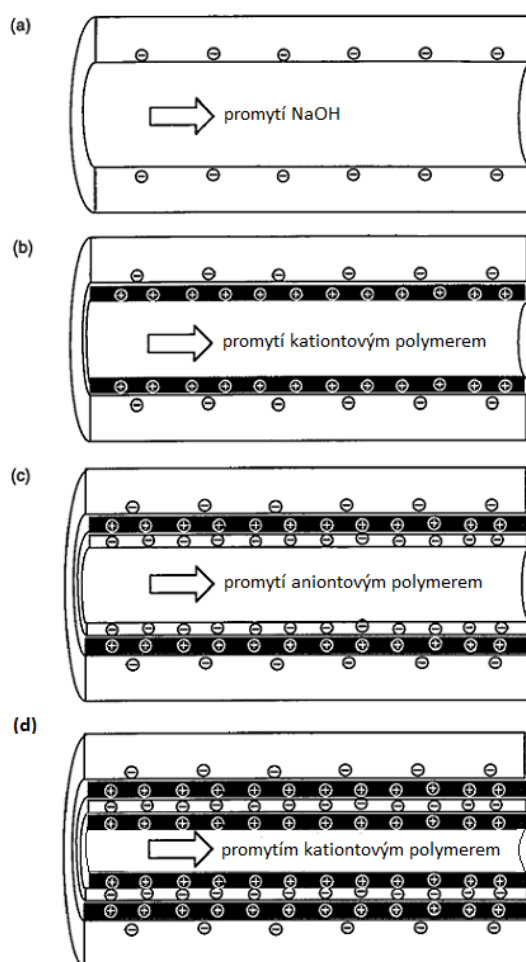 (a)
promytí NaOH
(b)
promytí kationtovým polymerem
(c)
promytí aniontovým polymerem
(d)
promytím kationtovým polymerem